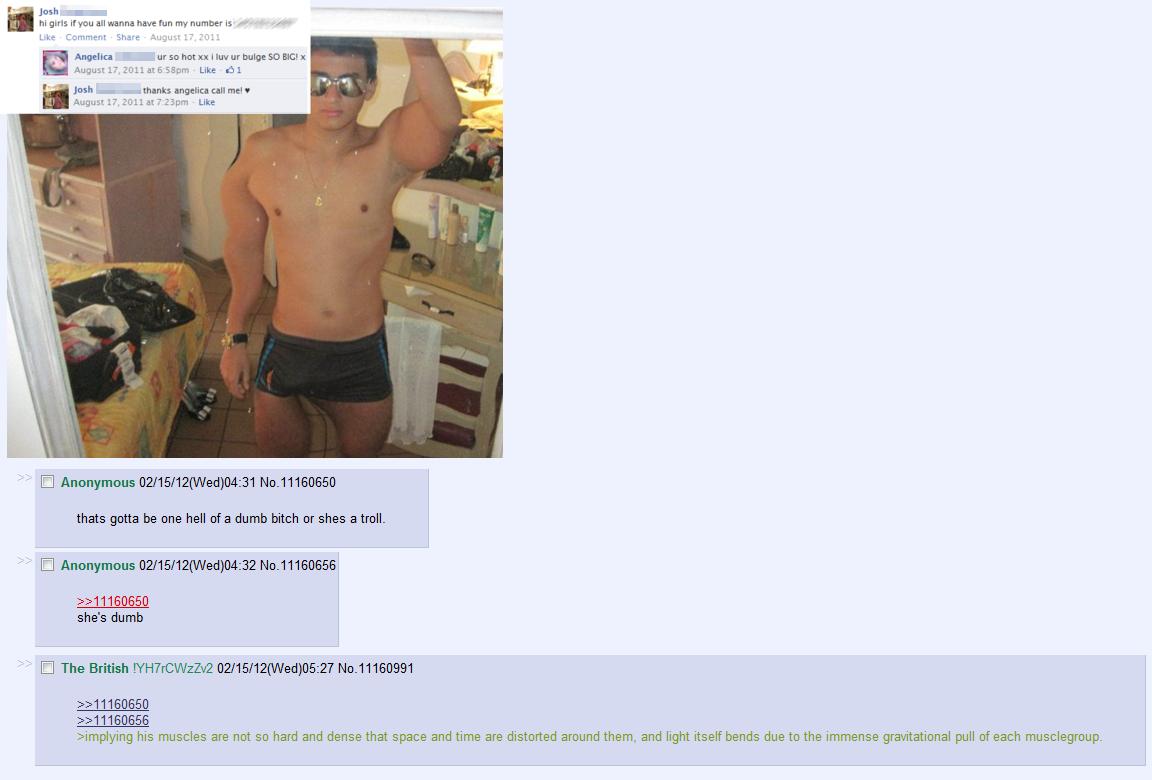 Josh
hi girls if you all wanna have fun my number is
Like · Comment · Share · August 17, 2011
Angelica ur so hot xx i luv ur bulge SO BIG! x
August 17, 2011 at 6:58pm · Like · 1
Josh thanks angelica call me! ♥
August 17, 2011 at 7:23pm · Like
>> Anonymous 02/15/12(Wed)04:31 No.11160650
thats gotta be one hell of a dumb bitch or shes a troll.
>> Anonymous 02/15/12(Wed)04:32 No.11160656
>>11160650
she's dumb
>> The British !YH7rCWzZv2 02/15/12(Wed)05:27 No.11160991
>>11160650
>>11160656
>implying his muscles are not so hard and dense that space and time are distorted around them, and light itself bends due to the immense gravitational pull of each musclegroup.